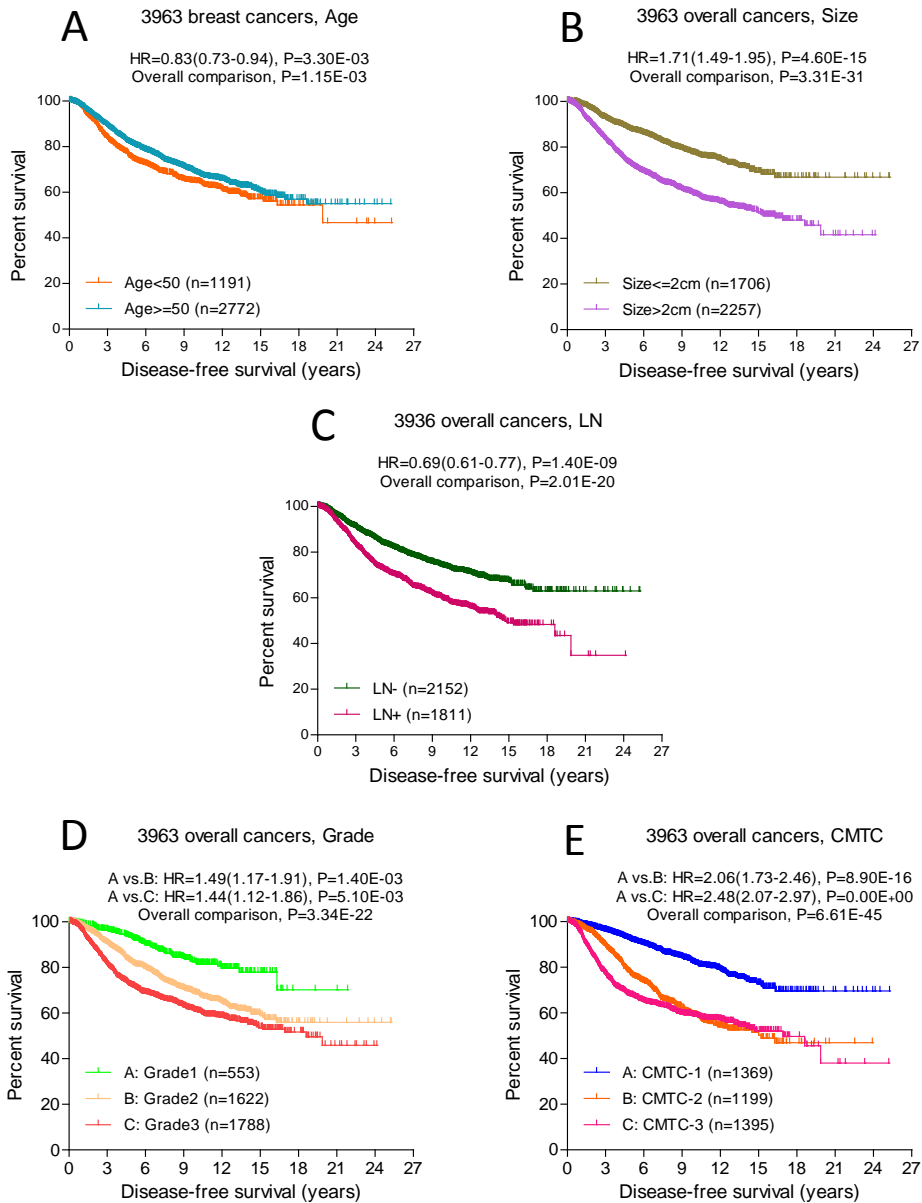 A
3963 breast cancers, Age
HR=0.83(0.73-0.94), P=3.30E-03
Overall comparison, P=1.15E-03
Percent survival
100
80
60
40
20
0
Age<50 (n=1191)
Age>=50 (n=2772)
0 3 6 9 12 15 18 21 24 27
Disease-free survival (years)
B
3963 overall cancers, Size
HR=1.71(1.49-1.95), P=4.60E-15
Overall comparison, P=3.31E-31
Percent survival
100
80
60
40
20
0
Size<=2cm (n=1706)
Size>2cm (n=2257)
0 3 6 9 12 15 18 21 24 27
Disease-free survival (years)
C
3936 overall cancers, LN
HR=0.69(0.61-0.77), P=1.40E-09
Overall comparison, P=2.01E-20
Percent survival
100
80
60
40
20
0
LN- (n=2152)
LN+ (n=1811)
0 3 6 9 12 15 18 21 24 27
Disease-free survival (years)
D
3963 overall cancers, Grade
A vs.B: HR=1.49(1.17-1.91), P=1.40E-03
A vs.C: HR=1.44(1.12-1.86), P=5.10E-03
Overall comparison, P=3.34E-22
Percent survival
100
80
60
40
20
0
A: Grade1 (n=553)
B: Grade2 (n=1622)
C: Grade3 (n=1788)
0 3 6 9 12 15 18 21 24 27
Disease-free survival (years)
E
3963 overall cancers, CMTC
A vs.B: HR=2.06(1.73-2.46), P=8.90E-16
A vs.C: HR=2.48(2.07-2.97), P=0.00E+00
Overall comparison, P=6.61E-45
Percent survival
100
80
60
40
20
0
A: CMTC-1 (n=1369)
B: CMTC-2 (n=1199)
C: CMTC-3 (n=1395)
0 3 6 9 12 15 18 21 24 27
Disease-free survival (years)